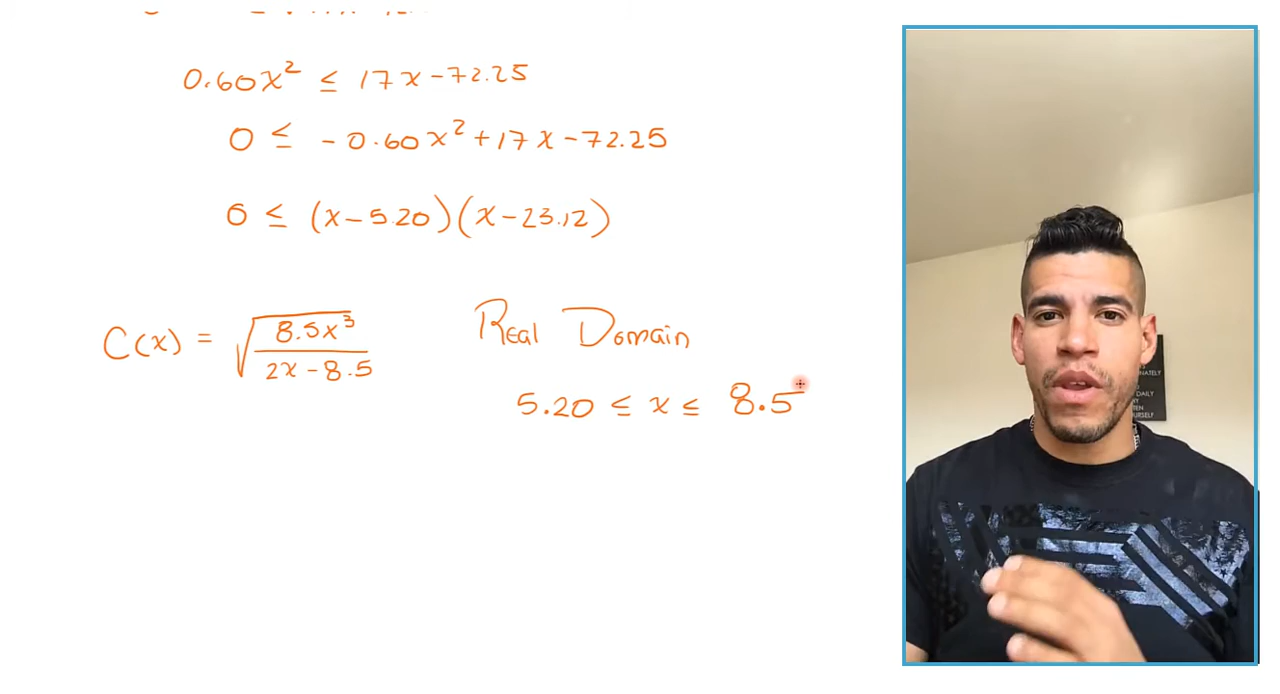 0.60x² ≤ 17x - 72.25
0 ≤ -0.60x² + 17x - 72.25
0 ≤ (x - 5.20)(x - 23.12)
C(x) = √(8.5x³ / 2x - 8.5)
Real Domain
5.20 ≤ x ≤ 8.5
DAILY